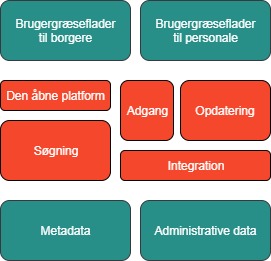 Brugergræseflader
til borgere
Brugergræseflader
til personale
Den åbne platform
Adgang
Opdatering
Søgning
Integration
Metadata
Administrative data